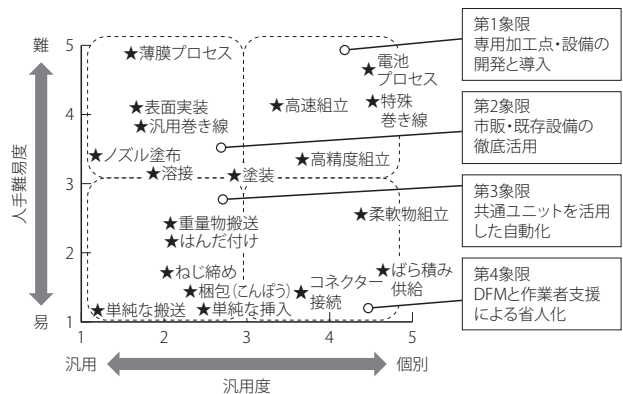 難
人手難易度
易
5
4
3
2
1
1
2
3
4
5
汎用
個別
汎用度
★薄膜プロセス
★電池
プロセス
★表面実装
★汎用巻き線
★高速組立
★特殊
巻き線
★ノズル塗布
★溶接
★塗装
★高精度組立
★重量物搬送
★はんだ付け
★柔軟物組立
★ねじ締め
★梱包(こんぽう)
★コネクター
接続
★ばら積み
供給
★単純な搬送
★単純な挿入
第1象限
専用加工点・設備の
開発と導入
第2象限
市販・既存設備の
徹底活用
第3象限
共通ユニットを活用
した自動化
第4象限
DFMと作業者支援
による省人化